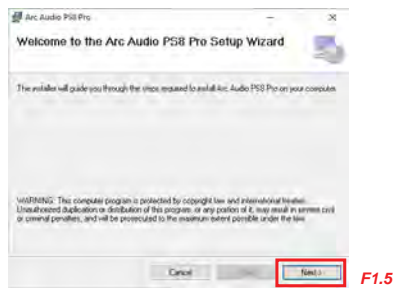 Arc Audio PS8 Pro
Welcome to the Arc Audio PS8 Pro Setup Wizard
The installer will guide you through the steps required to install Arc Audio PS8 Pro on your computer.
WARNING: This computer program is protected by copyright law and international treaties.
Unauthorized duplication or distribution of this program, or any portion of it, may result in severe civil
or criminal penalties, and will be prosecuted to the maximum extent possible under the law.
Cancel
Next >
F1.5